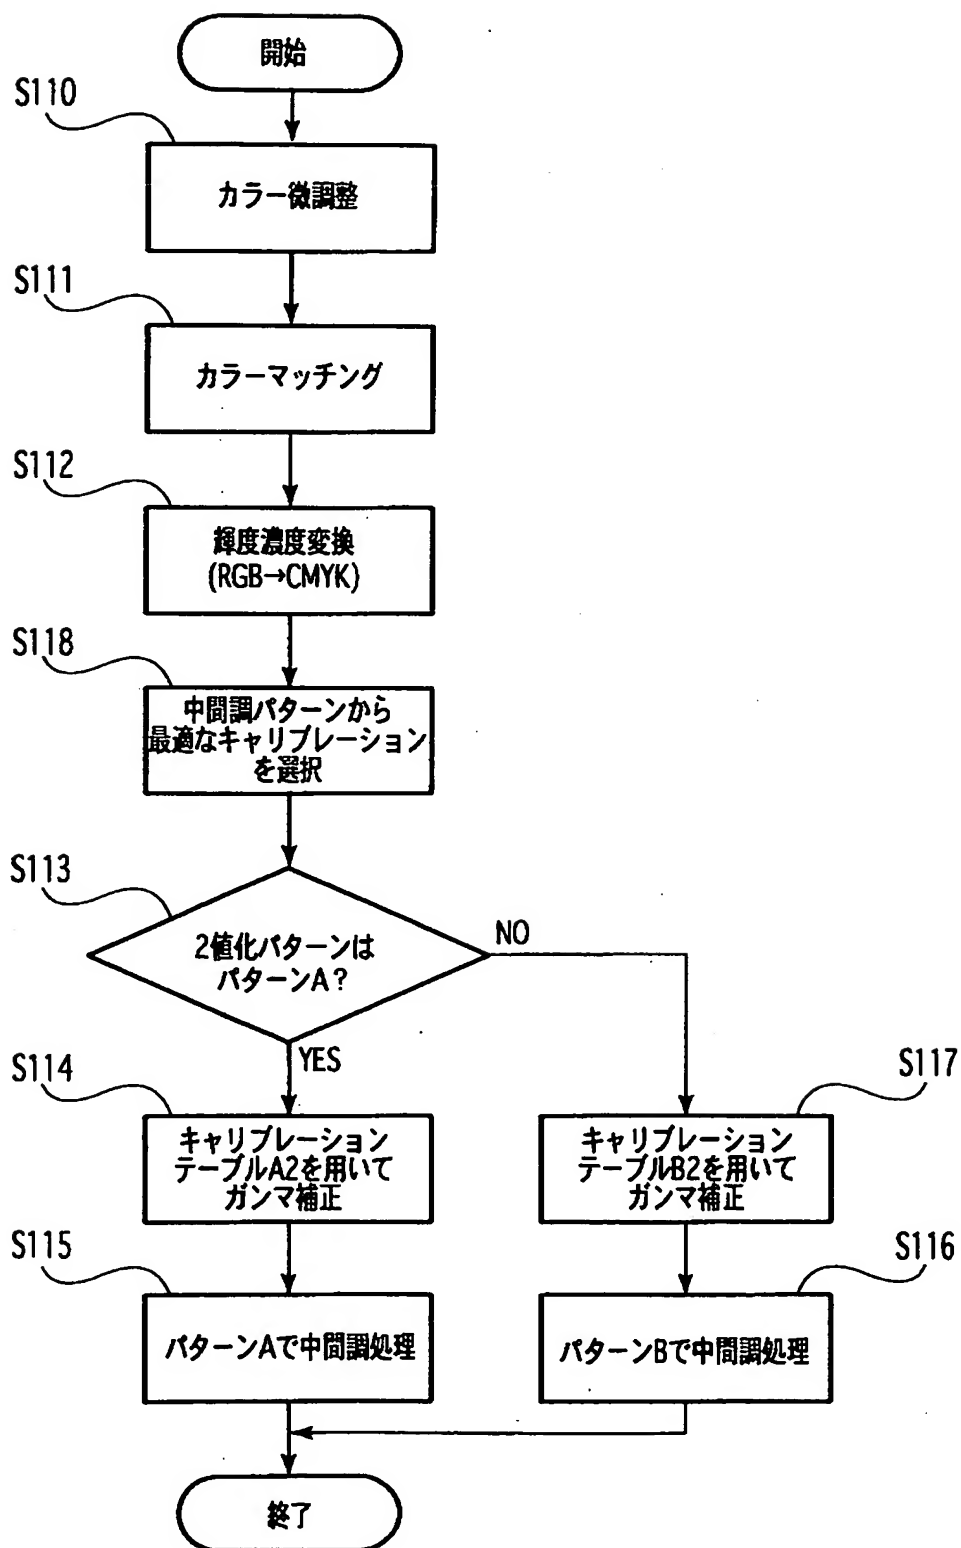 開始
S110
カラー微調整
S111
カラーマッチング
S112
輝度濃度変換
(RGB→CMYK)
S118
中間調パターンから
最適なキャリブレーション
を選択
S113
2値化パターンは
パターンA?
NO
YES
S114
キャリブレーション
テーブルA2を用いて
ガンマ補正
S117
キャリブレーション
テーブルB2を用いて
ガンマ補正
S115
パターンAで中間調処理
S116
パターンBで中間調処理
終了